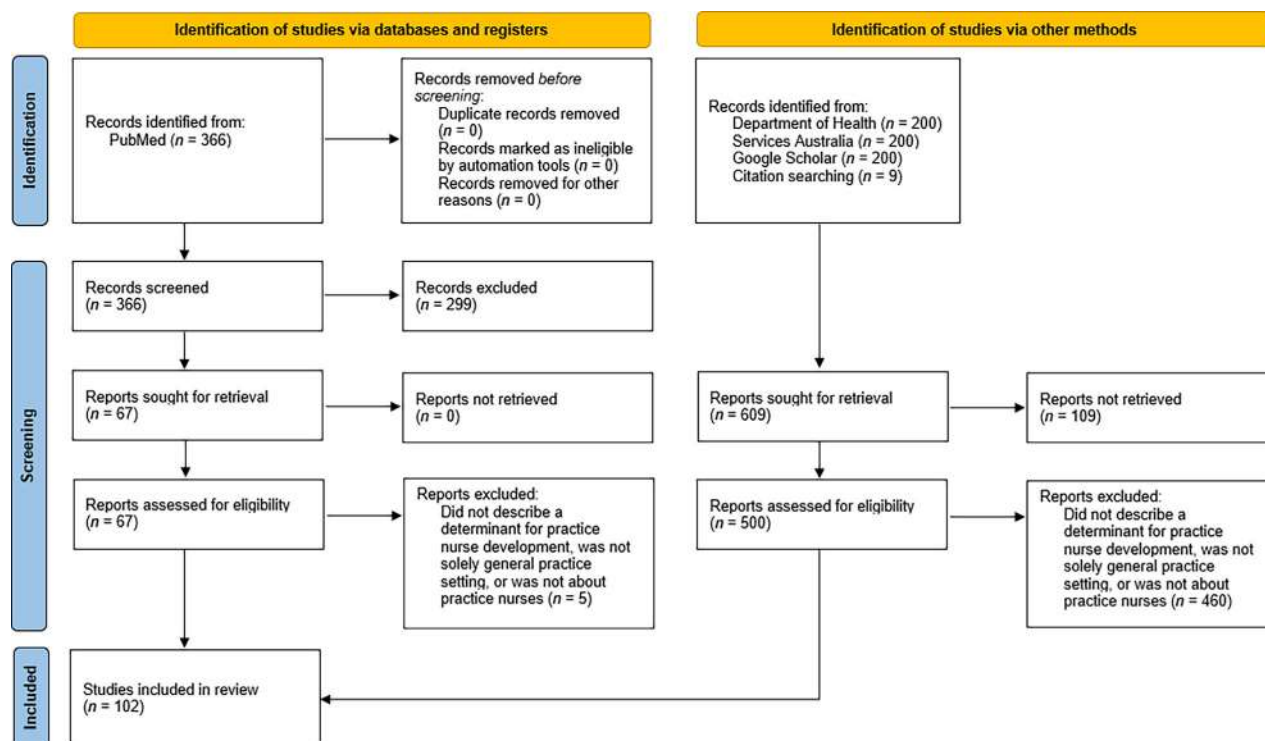 Identification of studies via databases and registers
Identification of studies via other methods
Identification
Records identified from:
PubMed (n = 366)
Records removed before
screening:
Duplicate records removed
(n = 0)
Records marked as ineligible
by automation tools (n = 0)
Records removed for other
reasons (n = 0)
Records identified from:
Department of Health (n = 200)
Services Australia (n = 200)
Google Scholar (n = 200)
Citation searching (n = 9)
Screening
Records screened
(n = 366)
Records excluded
(n = 299)
Reports sought for retrieval
(n = 67)
Reports not retrieved
(n = 0)
Reports sought for retrieval
(n = 609)
Reports not retrieved
(n = 109)
Reports assessed for eligibility
(n = 67)
Reports excluded:
Did not describe a
determinant for practice
nurse development, was not
solely general practice
setting, or was not about
practice nurses (n = 5)
Reports assessed for eligibility
(n = 500)
Reports excluded:
Did not describe a
determinant for practice
nurse development, was not
solely general practice
setting, or was not about
practice nurses (n = 460)
Included
Studies included in review
(n = 102)